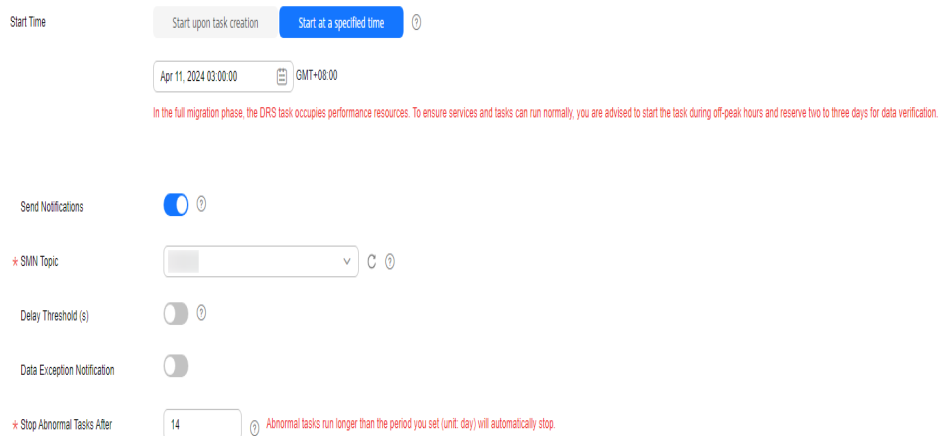 Start Time Start upon task creation Start at a specified time ?
Apr 11, 2024 03:00:00 GMT+08:00
In the full migration phase, the DRS task occupies performance resources. To ensure services and tasks can run normally, you are advised to start the task during off-peak hours and reserve two to three days for data verification.
Send Notifications ?
* SMN Topic ?
Delay Threshold (s) ?
Data Exception Notification
* Stop Abnormal Tasks After 14 ? Abnormal tasks run longer than the period you set (unit: day) will automatically stop.